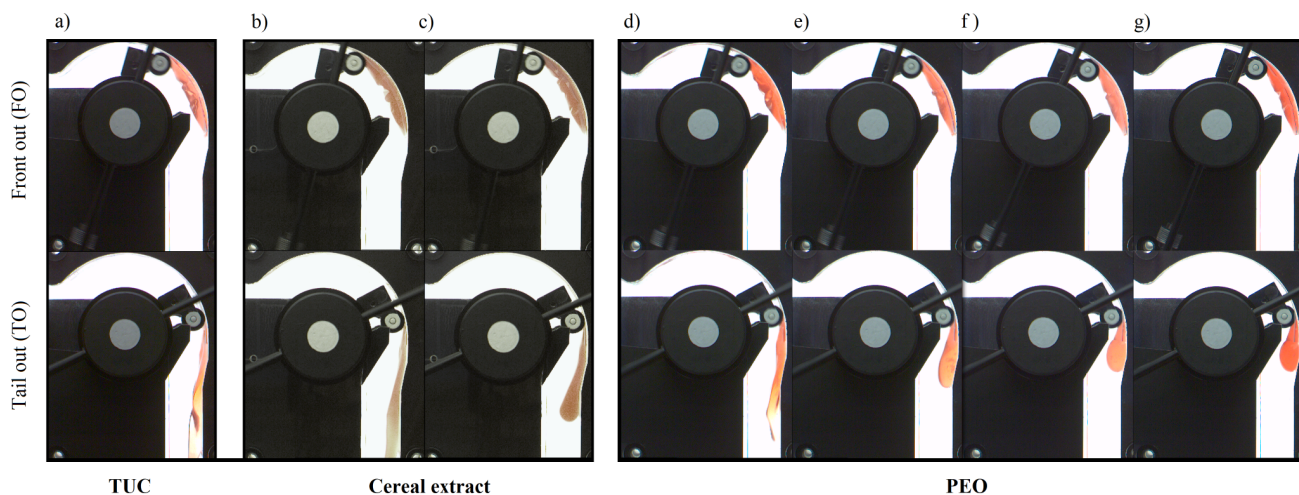 a) b) c) d) e) f) g)
Front out (FO)
Tail out (TO)
TUC Cereal extract PEO